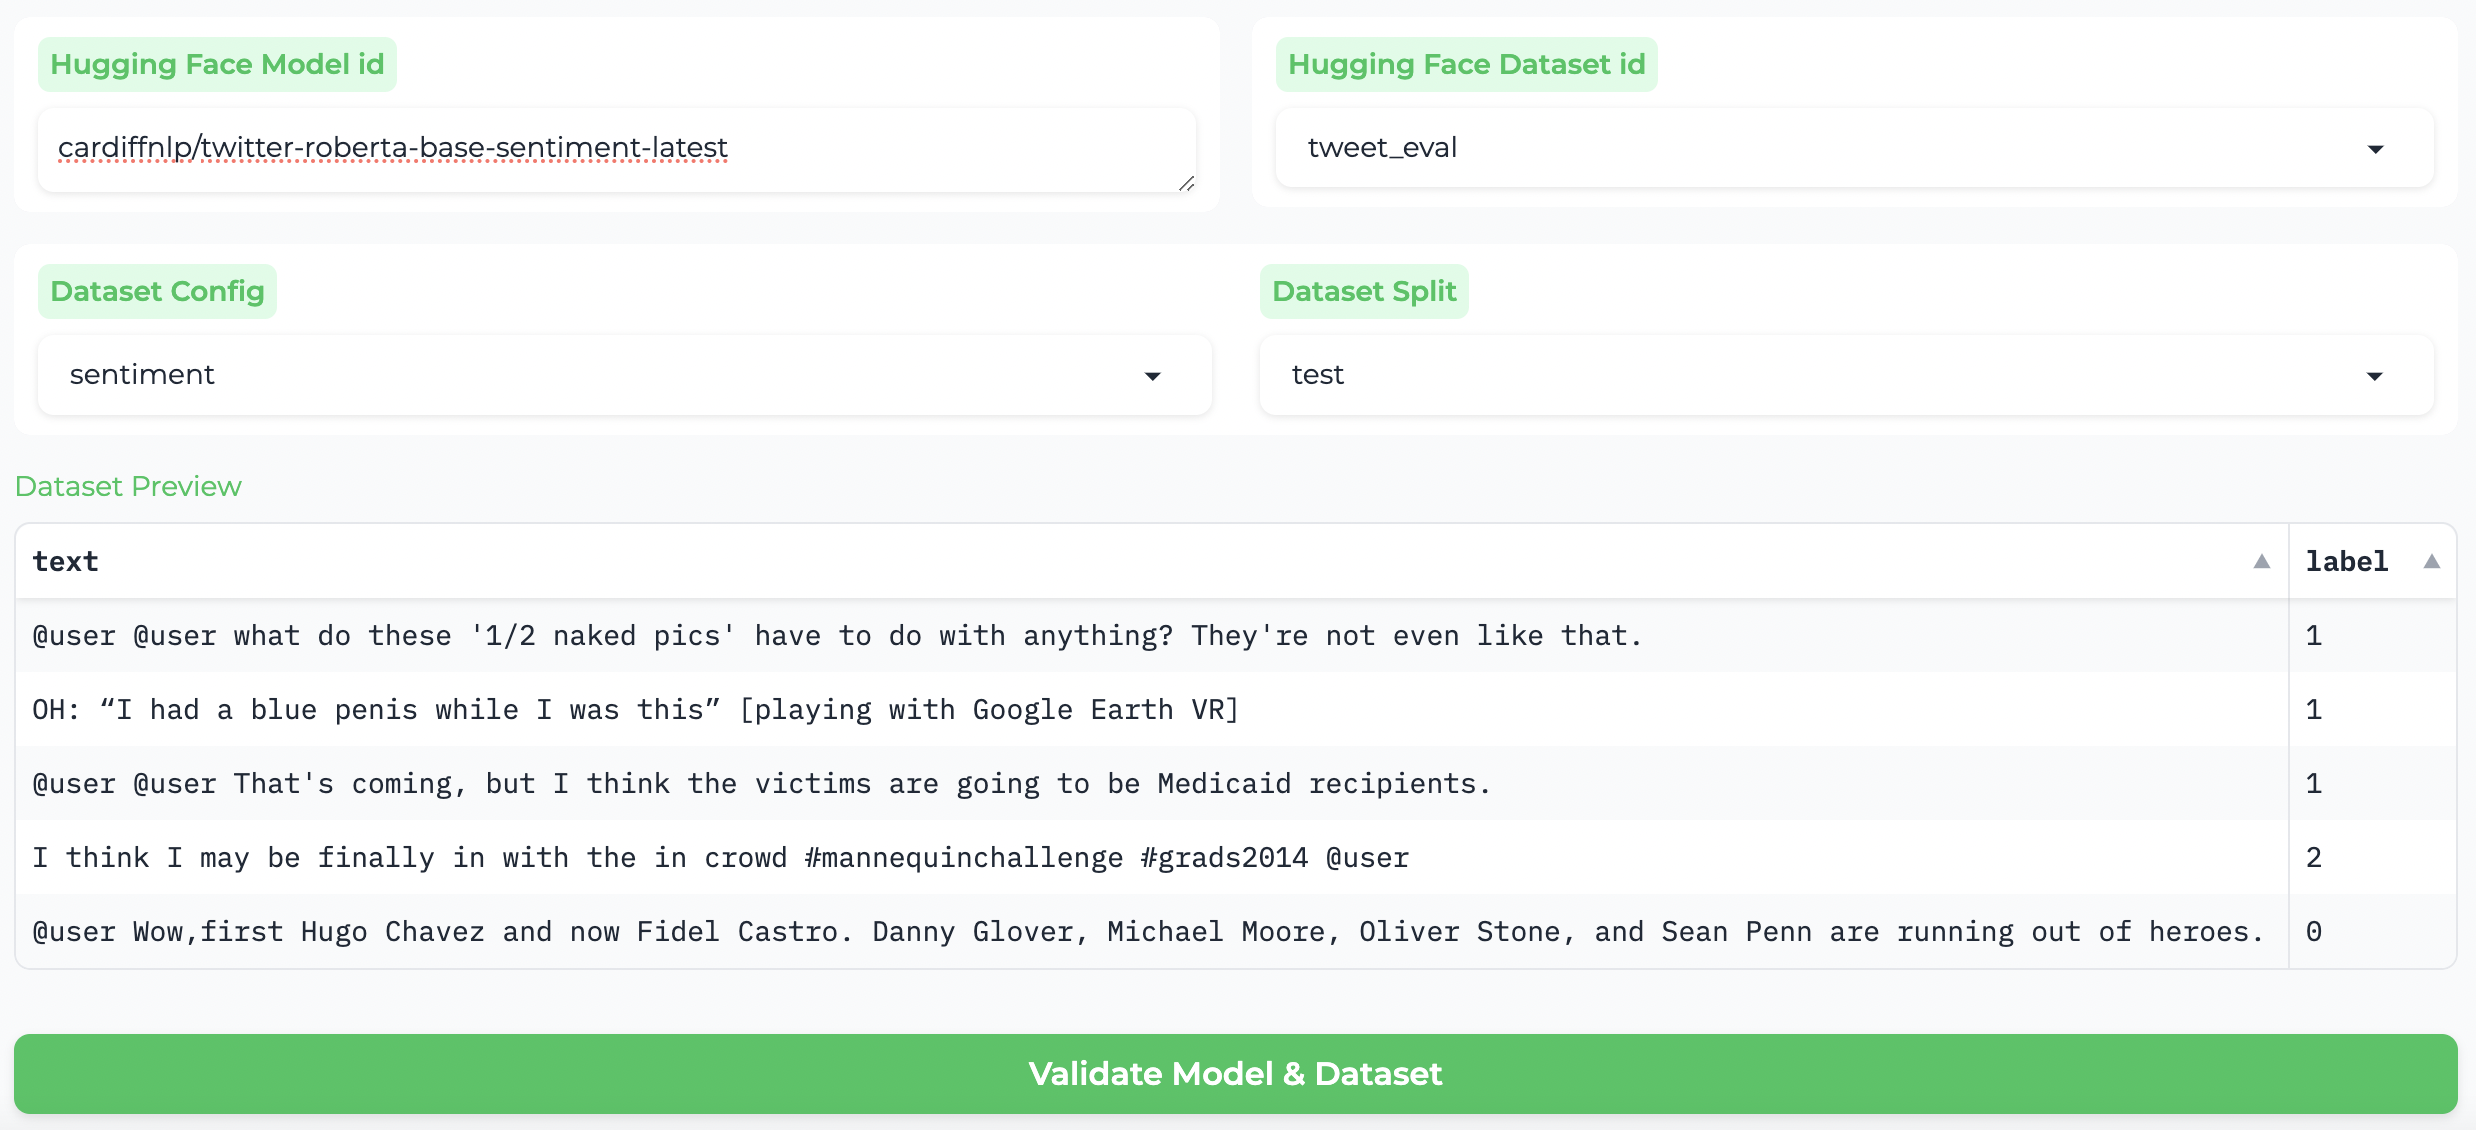 Hugging Face Model id
cardiffnlp/twitter-roberta-base-sentiment-latest
Hugging Face Dataset id
tweet_eval
Dataset Config
sentiment
Dataset Split
test
Dataset Preview
text label
@user @user what do these '1/2 naked pics' have to do with anything? They're not even like that. 1
OH: “I had a blue penis while I was this” [playing with Google Earth VR] 1
@user @user That's coming, but I think the victims are going to be Medicaid recipients. 1
I think I may be finally in with the in crowd #mannequinchallenge #grads2014 @user 2
@user Wow,first Hugo Chavez and now Fidel Castro. Danny Glover, Michael Moore, Oliver Stone, and Sean Penn are running out of heroes. 0
Validate Model & Dataset